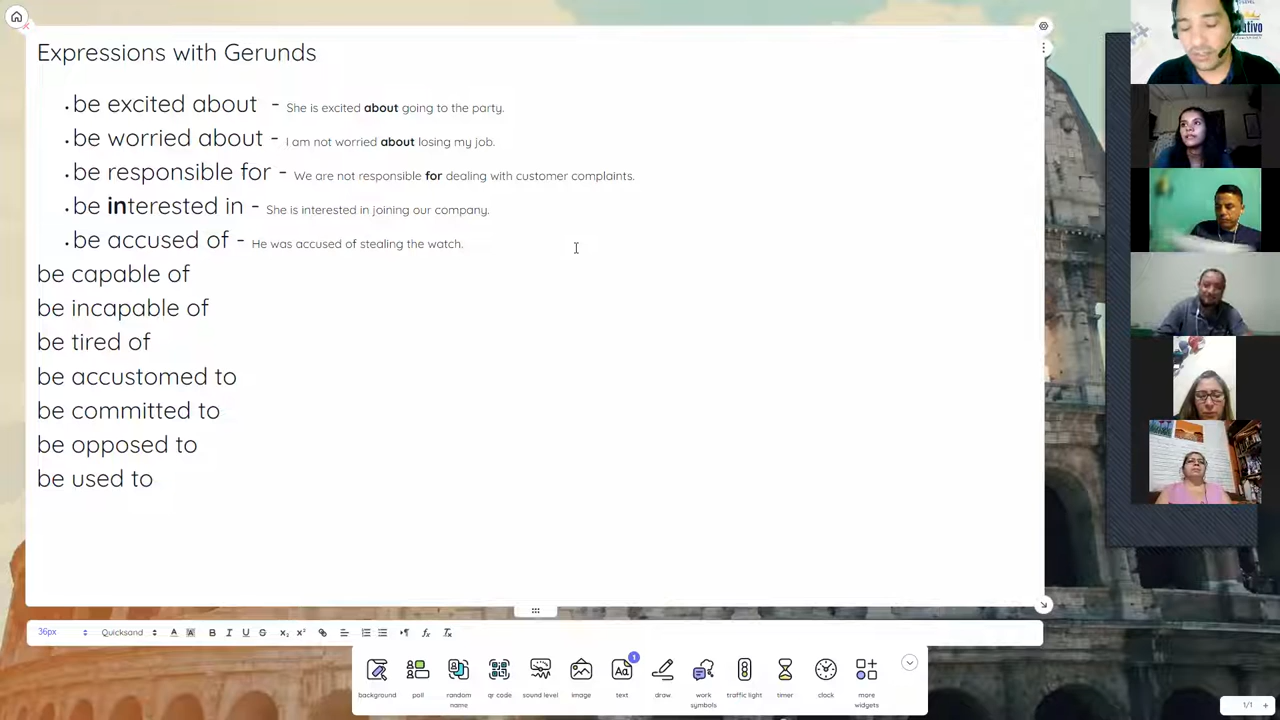 Expressions with Gerunds
be excited about - She is excited about going to the party.
be worried about - I am not worried about losing my job.
be responsible for - We are not responsible for dealing with customer complaints.
be interested in - She is interested in joining our company.
be accused of - He was accused of stealing the watch.
be capable of
be incapable of
be tired of
be accustomed to
be committed to
be opposed to
be used to
36px Quicksand
background poll random name qr code sound level image text draw work symbols traffic light timer clock more widgets
1
1/1